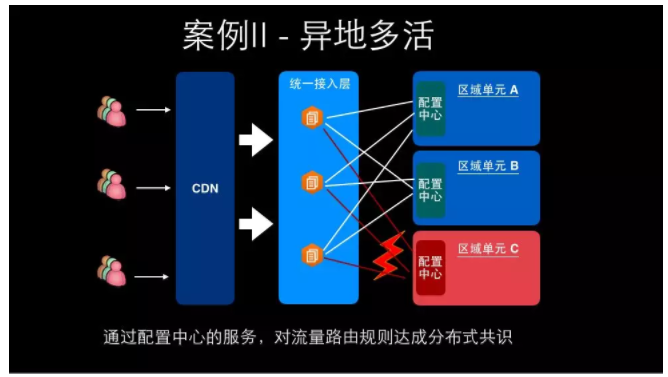 案例II - 异地多活
统一接入层
CDN
配置
中心
区域单元 A
配置
中心
区域单元 B
配置
中心
区域单元 C
通过配置中心的服务，对流量路由规则达成分布式共识